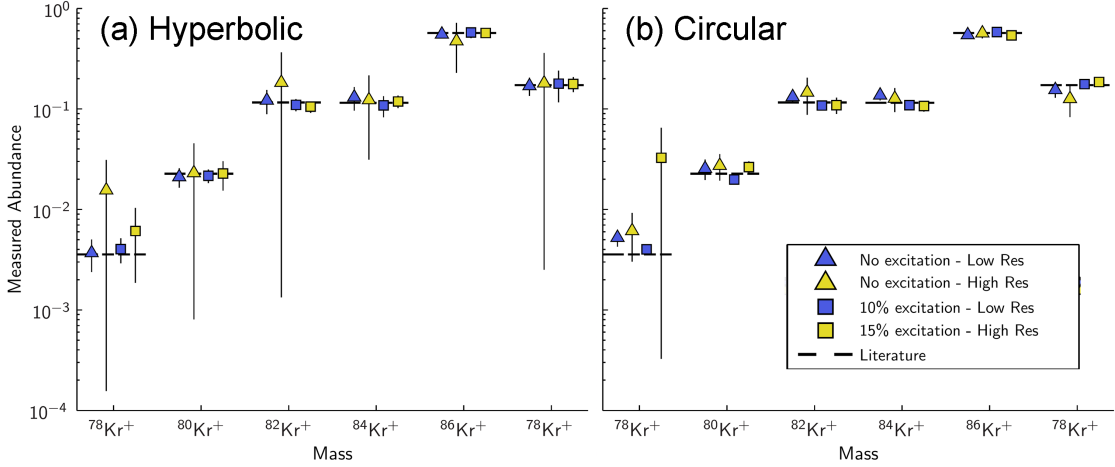 (a) Hyperbolic
(b) Circular
Measured Abundance
10⁰
10⁻¹
10⁻²
10⁻³
10⁻⁴
⁷⁸Kr⁺ ⁸⁰Kr⁺ ⁸²Kr⁺ ⁸⁴Kr⁺ ⁸⁶Kr⁺ ⁷⁸Kr⁺
Mass
No excitation - Low Res
No excitation - High Res
10% excitation - Low Res
15% excitation - High Res
Literature
⁷⁸Kr⁺ ⁸⁰Kr⁺ ⁸²Kr⁺ ⁸⁴Kr⁺ ⁸⁶Kr⁺ ⁷⁸Kr⁺
Mass